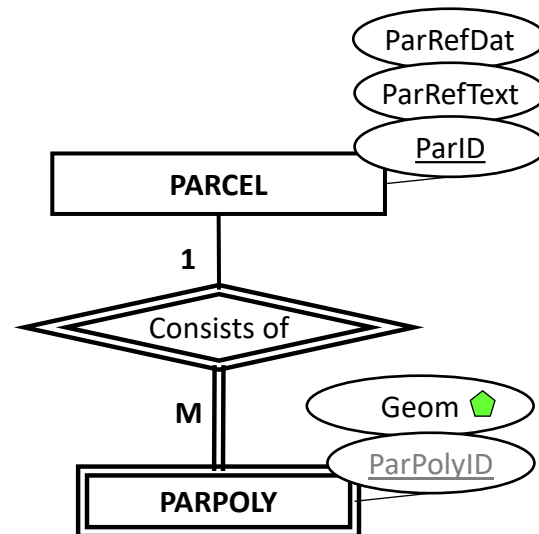 ParRefDat
ParRefText
ParID
PARCEL
1
Consists of
M
Geom
ParPolyID
PARPOLY